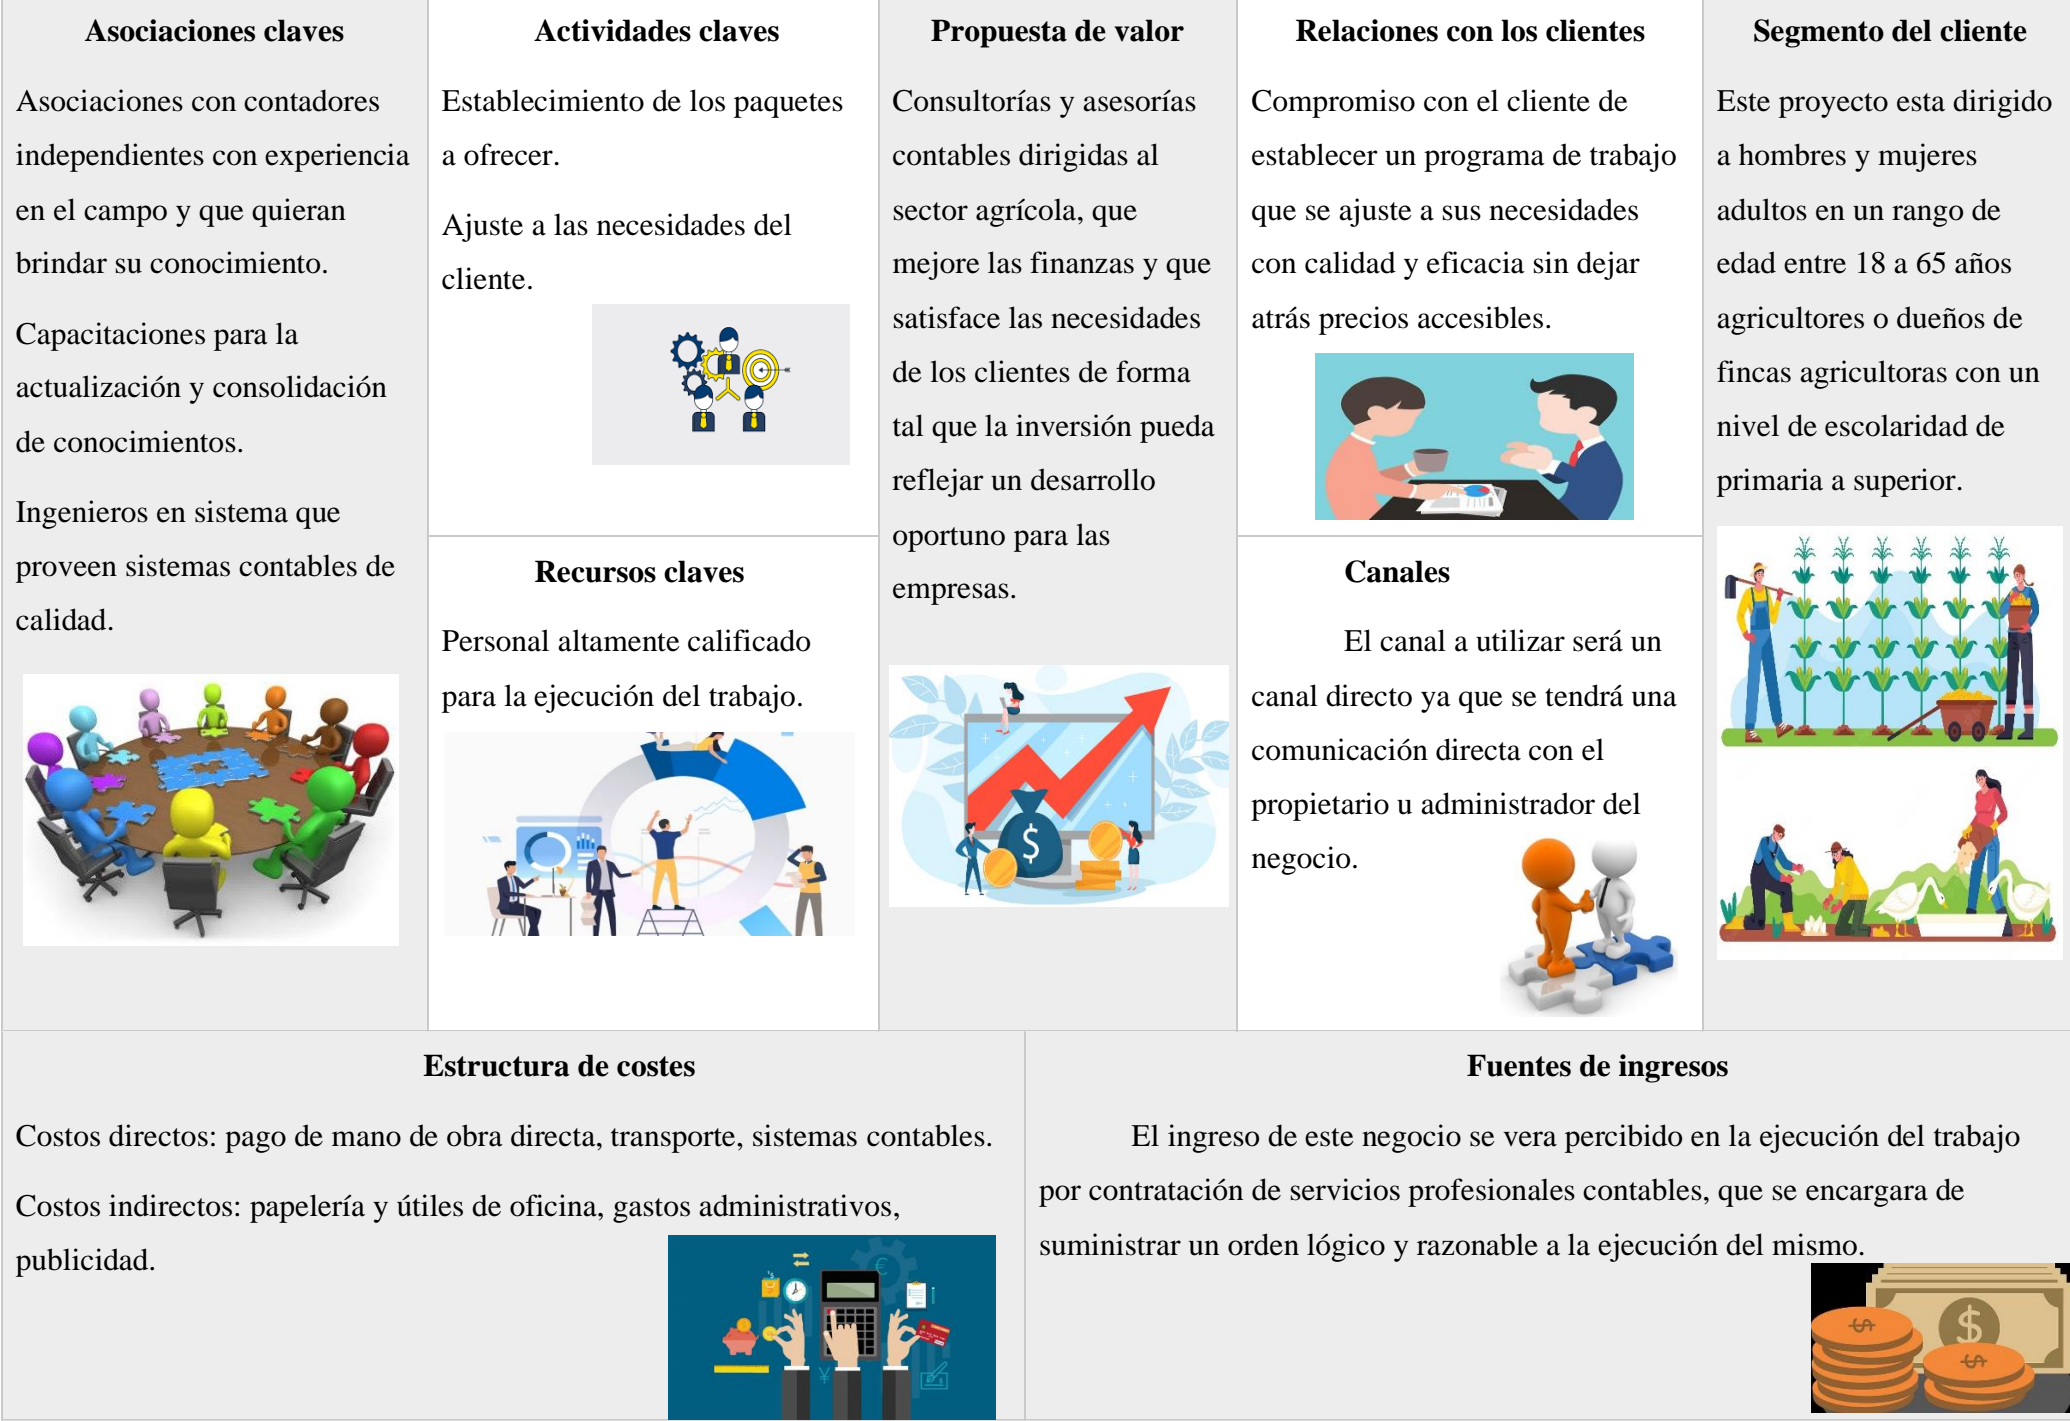 Asociaciones claves
Asociaciones con contadores
independientes con experiencia
en el campo y que quieran
brindar su conocimiento.
Capacitaciones para la
actualización y consolidación
de conocimientos.
Ingenieros en sistema que
proveen sistemas contables de
calidad.
Actividades claves
Establecimiento de los paquetes
a ofrecer.
Ajuste a las necesidades del
cliente.
Recursos claves
Personal altamente calificado
para la ejecución del trabajo.
Propuesta de valor
Consultorías y asesorías
contables dirigidas al
sector agrícola, que
mejore las finanzas y que
satisface las necesidades
de los clientes de forma
tal que la inversión pueda
reflejar un desarrollo
oportuno para las
empresas.
$
Relaciones con los clientes
Compromiso con el cliente de
establecer un programa de trabajo
que se ajuste a sus necesidades
con calidad y eficacia sin dejar
atrás precios accesibles.
Canales
El canal a utilizar será un
canal directo ya que se tendrá una
comunicación directa con el
propietario u administrador del
negocio.
Segmento del cliente
Este proyecto esta dirigido
a hombres y mujeres
adultos en un rango de
edad entre 18 a 65 años
agricultores o dueños de
fincas agricultoras con un
nivel de escolaridad de
primaria a superior.
Estructura de costes
Costos directos: pago de mano de obra directa, transporte, sistemas contables.
Costos indirectos: papelería y útiles de oficina, gastos administrativos,
publicidad.
Fuentes de ingresos
El ingreso de este negocio se vera percibido en la ejecución del trabajo
por contratación de servicios profesionales contables, que se encargara de
suministrar un orden lógico y razonable a la ejecución del mismo.